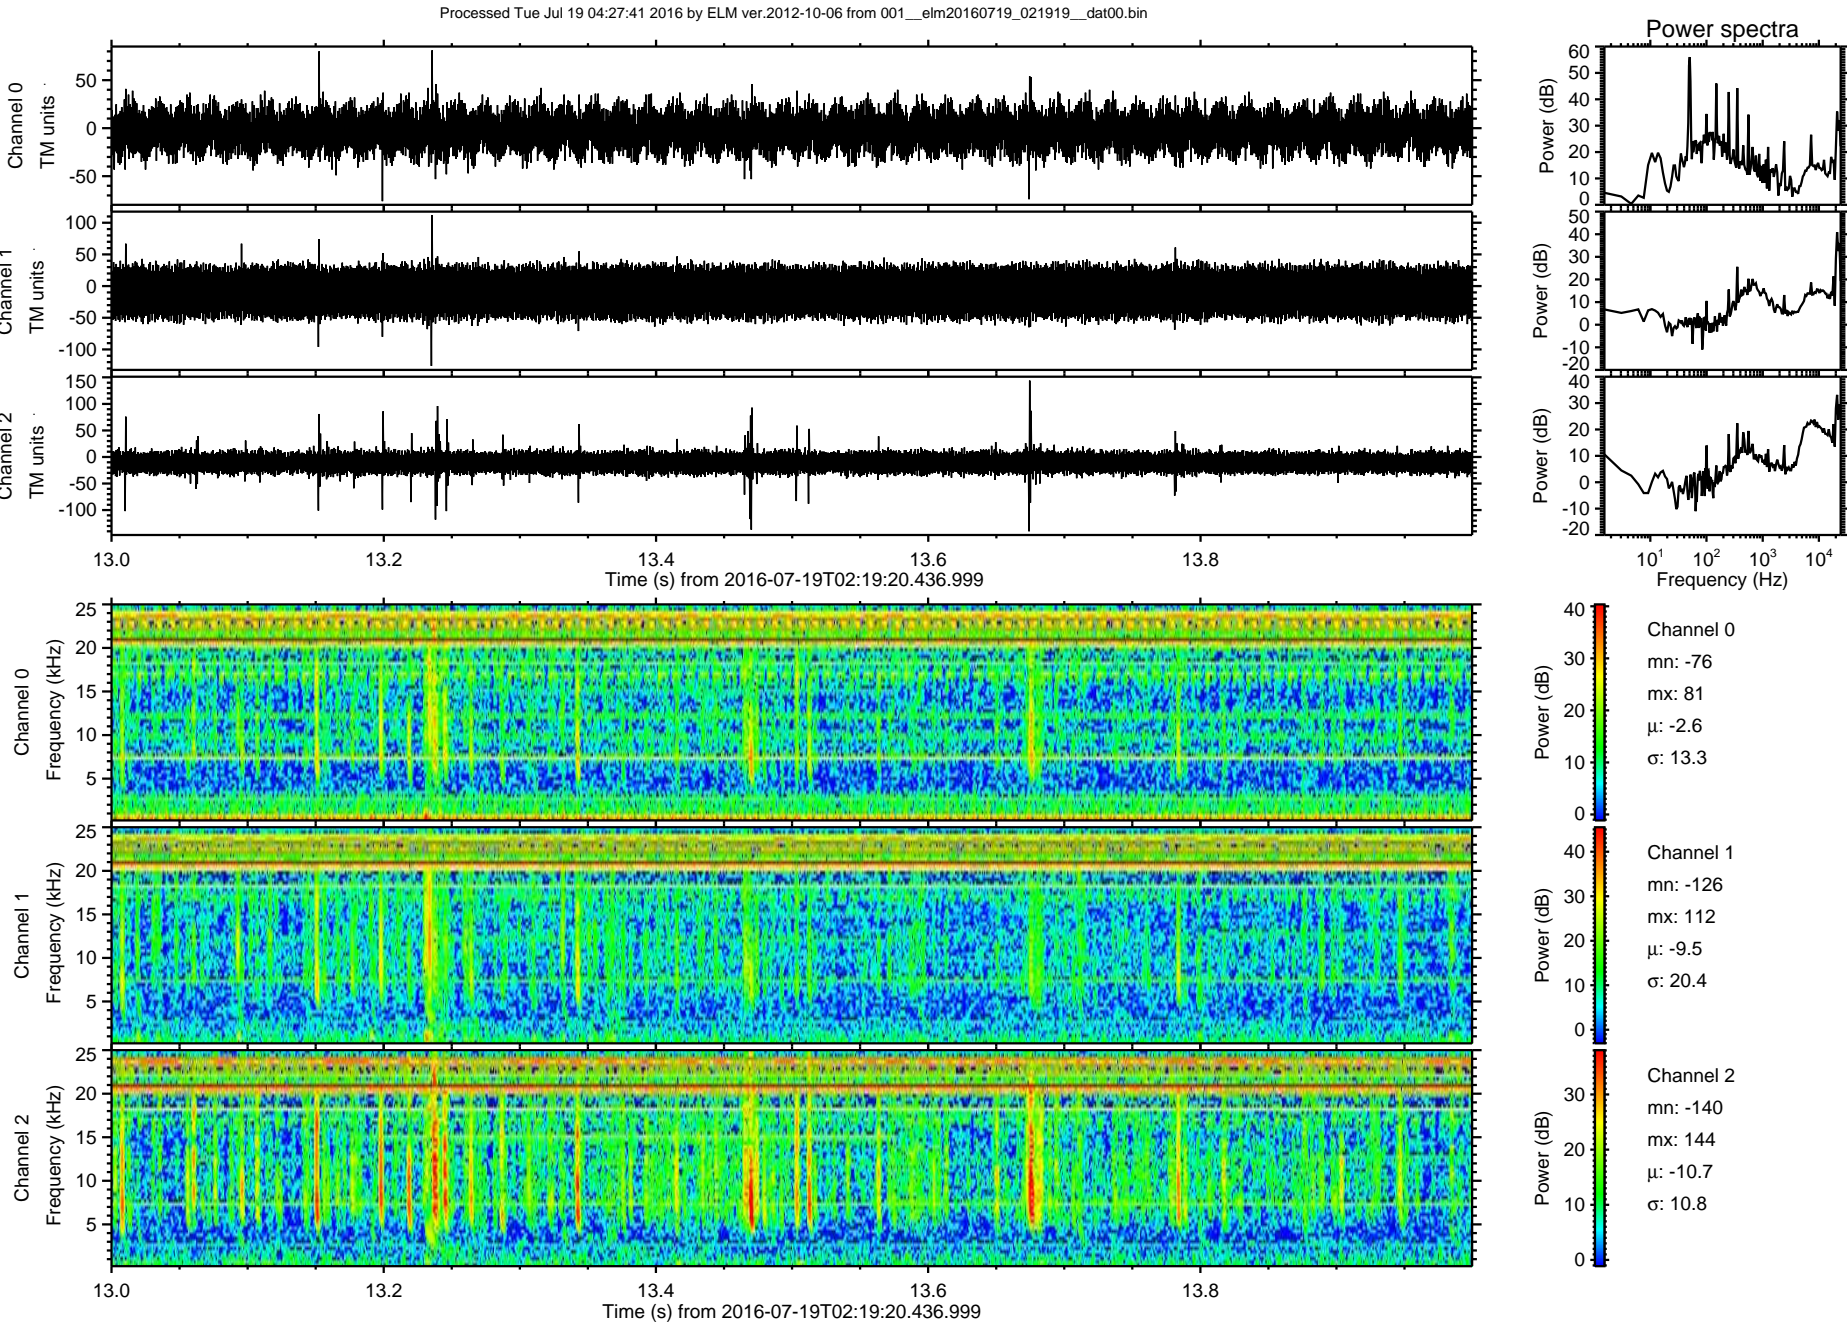 Processed Tue Jul 19 04:27:41 2016 by ELM ver.2012-10-06 from 001__elm20160719_021919__dat00.bin
Power spectra
Channel 0
TM units
50
0
-50
Power (dB)
60
50
40
30
20
10
0
Channel 1
TM units
100
50
0
-50
-100
Power (dB)
50
40
30
20
10
0
-10
-20
Channel 2
TM units
150
100
50
0
-50
-100
Power (dB)
40
30
20
10
0
-10
-20
13.0 13.2 13.4 13.6 13.8
Time (s) from 2016-07-19T02:19:20.436.999
10¹ 10² 10³ 10⁴
Frequency (Hz)
Channel 0
Frequency (kHz)
25
20
15
10
5
Power (dB)
40
30
20
10
0
Channel 0
mn: -76
mx: 81
μ: -2.6
σ: 13.3
Channel 1
Frequency (kHz)
25
20
15
10
5
Power (dB)
40
30
20
10
0
Channel 1
mn: -126
mx: 112
μ: -9.5
σ: 20.4
Channel 2
Frequency (kHz)
25
20
15
10
5
Power (dB)
30
20
10
0
Channel 2
mn: -140
mx: 144
μ: -10.7
σ: 10.8
13.0 13.2 13.4 13.6 13.8
Time (s) from 2016-07-19T02:19:20.436.999